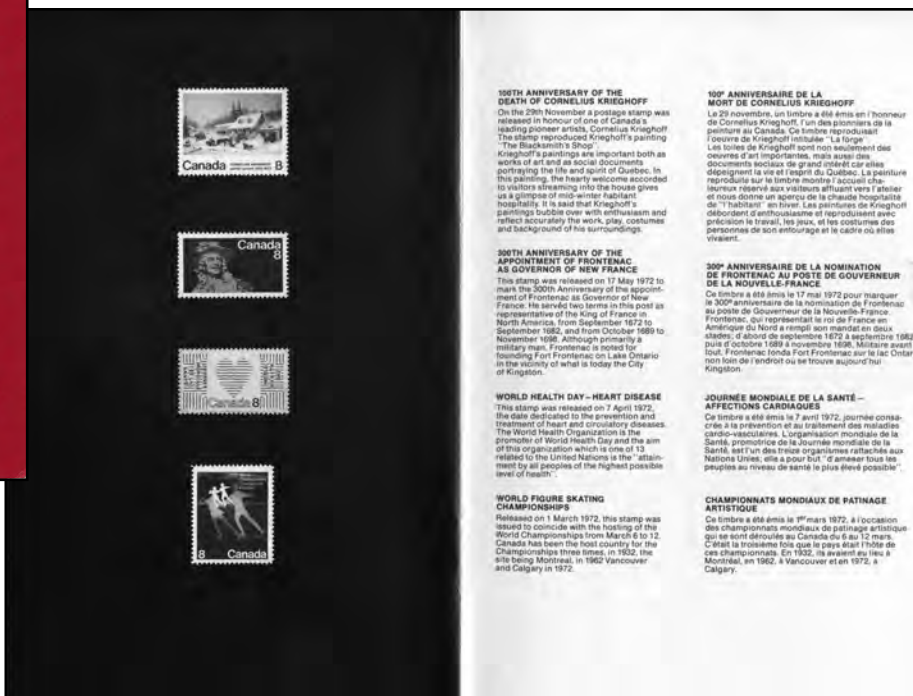 Canada 8
Canada
8
Canada 8
8 Canada
100TH ANNIVERSARY OF THE
DEATH OF CORNELIUS KRIEGHOFF
On the 29th November a postage stamp was
released in honour of one of Canada's
leading pioneer artists, Cornelius Krieghoff.
The stamp reproduced Krieghoff's painting
"The Blacksmith's Shop".
Krieghoff's paintings are important both as
works of art and as social documents
portraying the life and spirit of Quebec. In
this painting, the hearty welcome accorded
to visitors streaming into the house gives
us a glimpse of mid-winter habitant
hospitality. It is said that Krieghoff's
paintings bubble over with enthusiasm and
reflect accurately the work, play, costumes
and background of his surroundings.
300TH ANNIVERSARY OF THE
APPOINTMENT OF FRONTENAC
AS GOVERNOR OF NEW FRANCE
This stamp was released on 17 May 1972 to
mark the 300th Anniversary of the appoint-
ment of Frontenac as Governor of New
France. He served two terms in this post as
representative of the King of France in
North America, from September 1672 to
September 1682, and from October 1689 to
November 1698. Although primarily a
military man, Frontenac is noted for
founding Fort Frontenac on Lake Ontario
in the vicinity of what is today the City
of Kingston.
WORLD HEALTH DAY – HEART DISEASE
This stamp was released on 7 April 1972,
the date dedicated to the prevention and
treatment of heart and circulatory diseases.
The World Health Organization is the
promoter of World Health Day and the aim
of this organization which is one of 13
related to the United Nations is the "attain-
ment by all peoples of the highest possible
level of health".
WORLD FIGURE SKATING
CHAMPIONSHIPS
Released on 1 March 1972, this stamp was
issued to coincide with the hosting of the
World Championships from March 6 to 12.
Canada has been the host country for the
Championships three times, in 1932, the
site being Montreal, in 1962 Vancouver
and Calgary in 1972.
100e ANNIVERSAIRE DE LA
MORT DE CORNELIUS KRIEGHOFF
Le 29 novembre, un timbre a été émis en l'honneur
de Cornelius Krieghoff, l'un des pionniers de la
peinture au Canada. Ce timbre reproduisait
l'oeuvre de Krieghoff intitulée "La forge".
Les toiles de Krieghoff sont non seulement des
oeuvres d'art importantes, mais aussi des
documents sociaux de grand intérêt car elles
dépeignent la vie et l'esprit du Québec. La peinture
reproduite sur le timbre montre l'accueil cha-
leureux réservé aux visiteurs affluant vers l'atelier
et nous donne un aperçu de la chaude hospitalité
de "l'habitant" en hiver. Les peintures de Krieghoff
débordent d'enthousiasme et reproduisent avec
précision le travail, les jeux, et les costumes des
personnes de son entourage et le cadre où elles
vivaient.
300e ANNIVERSAIRE DE LA NOMINATION
DE FRONTENAC AU POSTE DE GOUVERNEUR
DE LA NOUVELLE-FRANCE
Ce timbre a été émis le 17 mai 1972 pour marquer
le 300e anniversaire de la nomination de Frontenac
au poste de Gouverneur de la Nouvelle-France.
Frontenac, qui représentait le roi de France en
Amérique du Nord a rempli son mandat en deux
stades; d'abord de septembre 1672 à septembre 1682
puis d'octobre 1689 à novembre 1698. Militaire avant
tout, Frontenac fonda Fort Frontenac sur le lac Ontar
non loin de l'endroit où se trouve aujourd'hui
Kingston.
JOURNÉE MONDIALE DE LA SANTÉ –
AFFECTIONS CARDIAQUES
Ce timbre a été émis le 7 avril 1972, journée consa-
crée à la prévention et au traitement des maladies
cardio-vasculaires. L'organisation mondiale de la
Santé, promotrice de la Journée mondiale de la
Santé, est l'un des treize organismes rattachés aux
Nations Unies; elle a pour but "d'amener tous les
peuples au niveau de santé le plus élevé possible".
CHAMPIONNATS MONDIAUX DE PATINAGE
ARTISTIQUE
Ce timbre a été émis le 1er mars 1972, à l'occasion
des championnats mondiaux de patinage artistique
qui se sont déroulés au Canada du 6 au 12 mars.
C'était la troisième fois que le pays était l'hôte de
ces championnats. En 1932, ils avaient eu lieu à
Montréal, en 1962, à Vancouver et en 1972, à
Calgary.